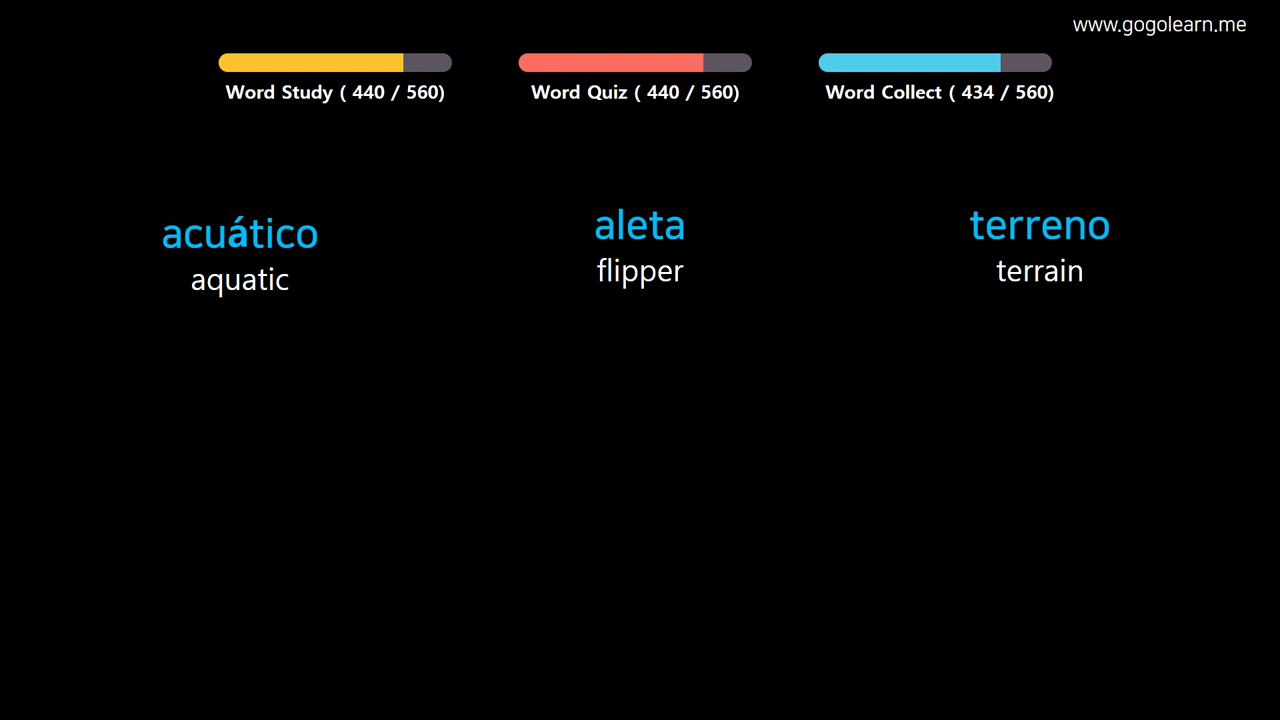 www.gogolearn.me
Word Study ( 440 / 560)
Word Quiz ( 440 / 560)
Word Collect ( 434 / 560)
acuático
aquatic
aleta
flipper
terreno
terrain